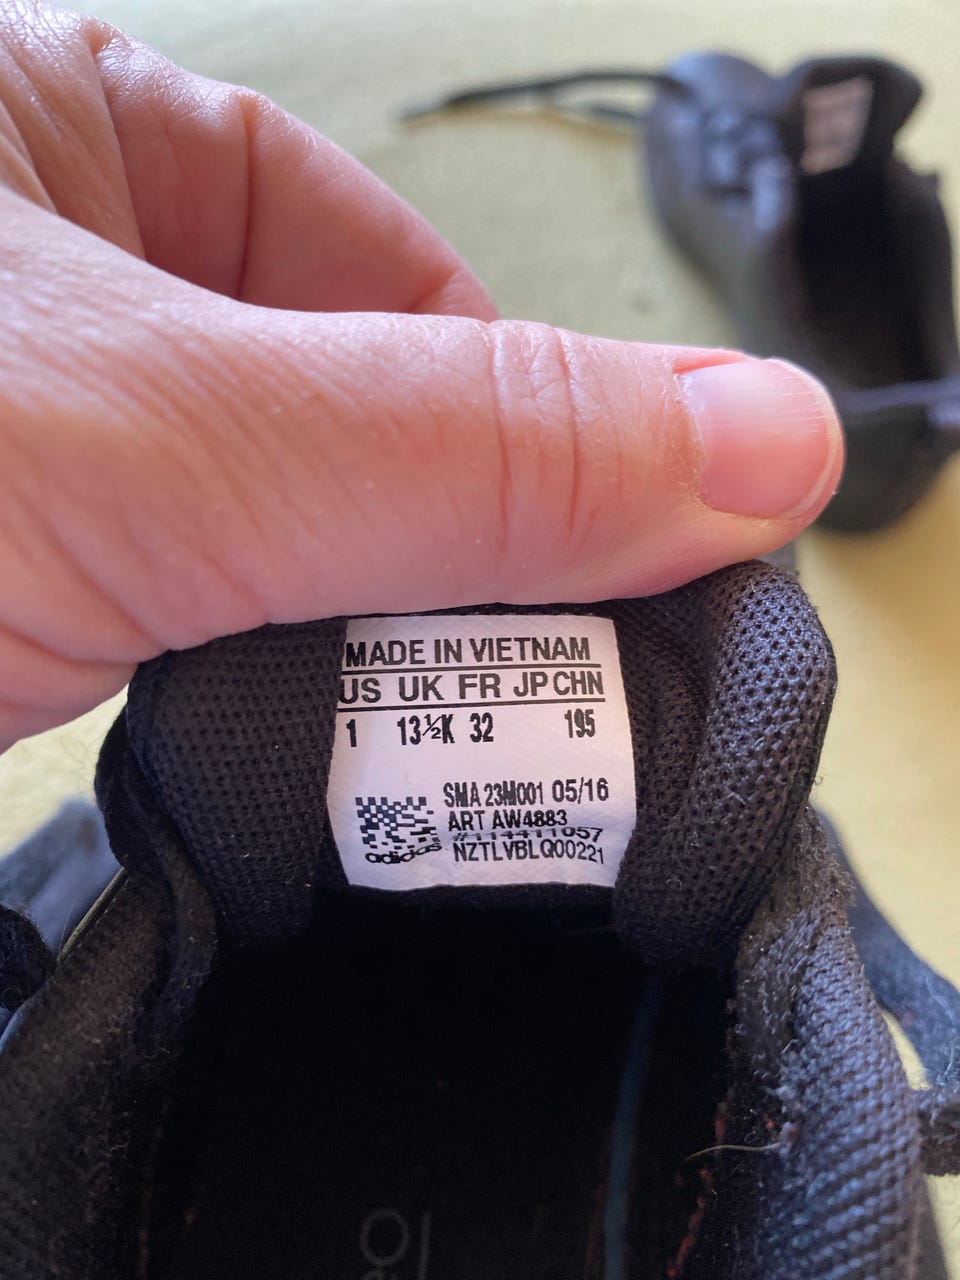 MADE IN VIETNAM
US UK FR JP CHN
1 13½K 32 195
SMA 23M001 05/16
ART AW4883
#114411057
adidas NZTLVBLQ00221